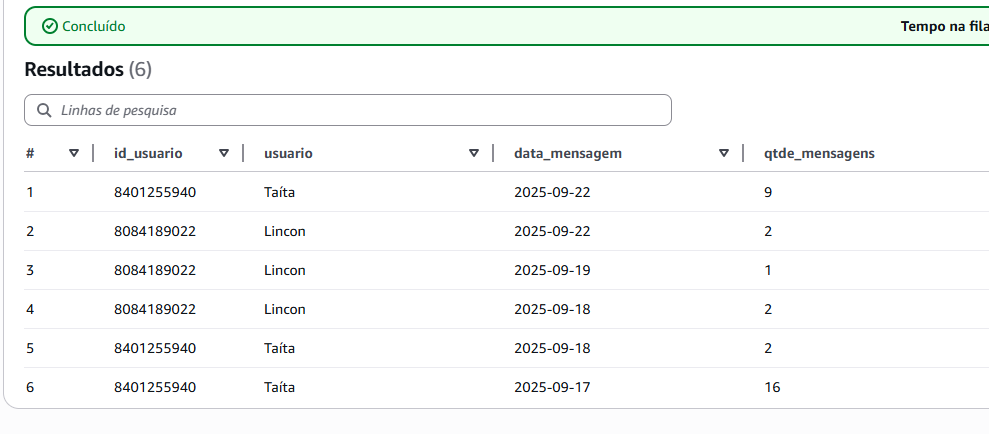 Concluído Tempo na fila
Resultados (6)
Linhas de pesquisa
# id_usuario usuario data_mensagem qtde_mensagens
1 8401255940 Taíta 2025-09-22 9
2 8084189022 Lincon 2025-09-22 2
3 8084189022 Lincon 2025-09-19 1
4 8084189022 Lincon 2025-09-18 2
5 8401255940 Taíta 2025-09-18 2
6 8401255940 Taíta 2025-09-17 16